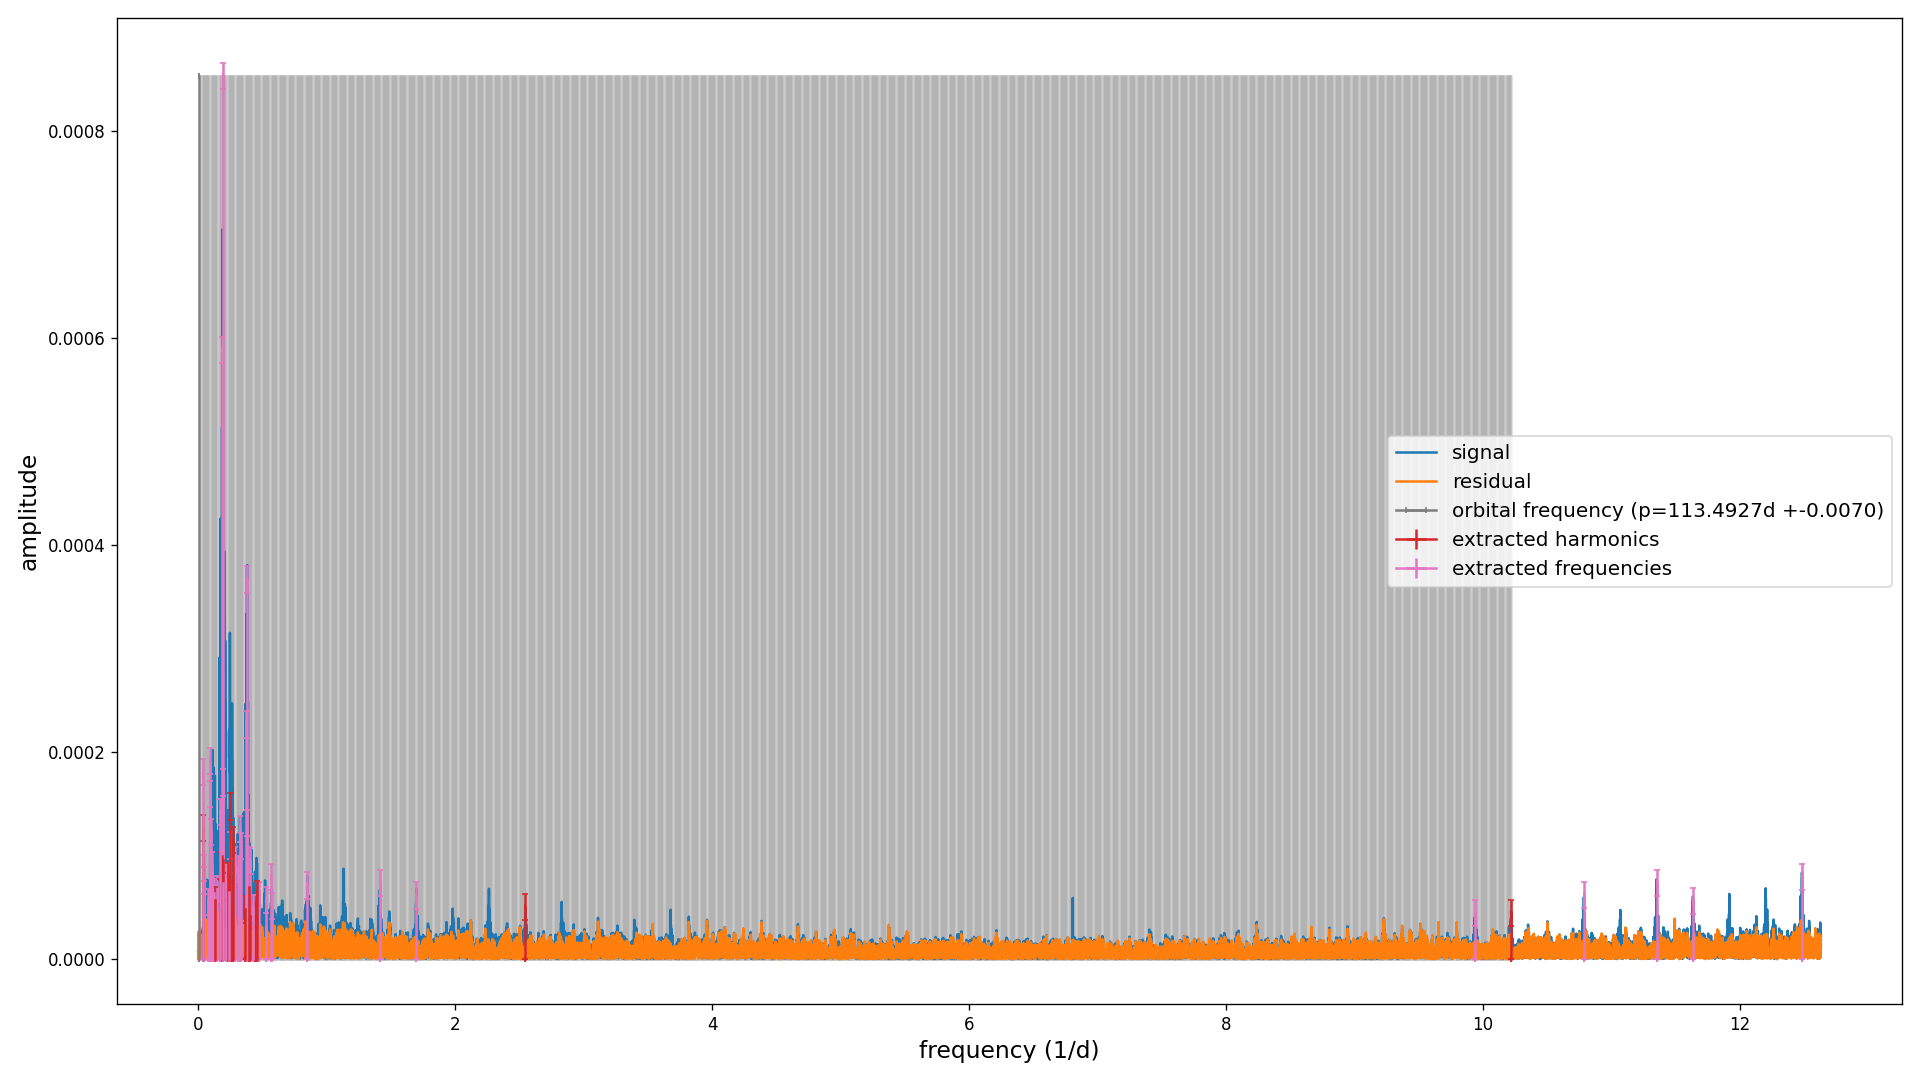 0.0008
0.0006
0.0004
0.0002
0.0000
amplitude
signal
residual
orbital frequency (p=113.4927d +-0.0070)
extracted harmonics
extracted frequencies
0 2 4 6 8 10 12
frequency (1/d)